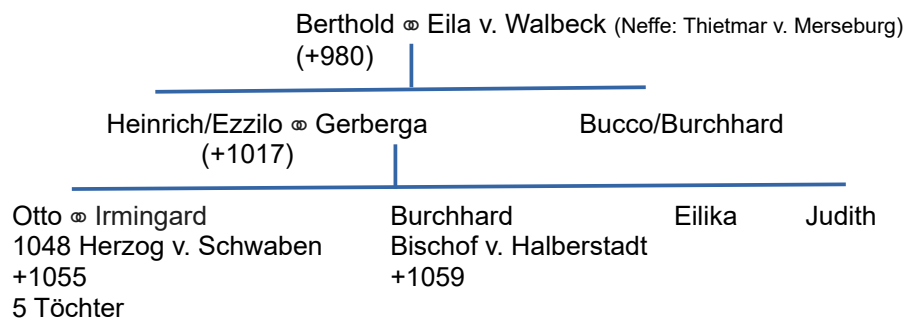 Berthold ⚭ Eila v. Walbeck (Neffe: Thietmar v. Merseburg)
(+980)
Heinrich/Ezzilo ⚭ Gerberga Bucco/Burchhard
(+1017)
Otto ⚭ Irmingard Burchhard Eilika Judith
1048 Herzog v. Schwaben Bischof v. Halberstadt
+1055 +1059
5 Töchter